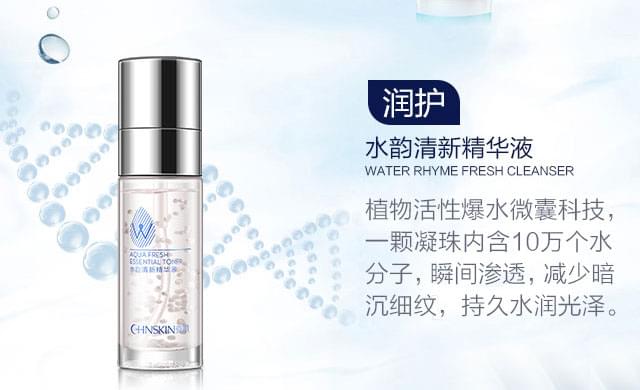 润护
水韵清新精华液
WATER RHYME FRESH CLEANSER
植物活性爆水微囊科技，
一颗凝珠内含10万个水
分子，瞬间渗透，减少暗
沉细纹，持久水润光泽。
W
AQUA FRESH
ESSENTIAL TONER
水韵清新精华液
CHNSKIN